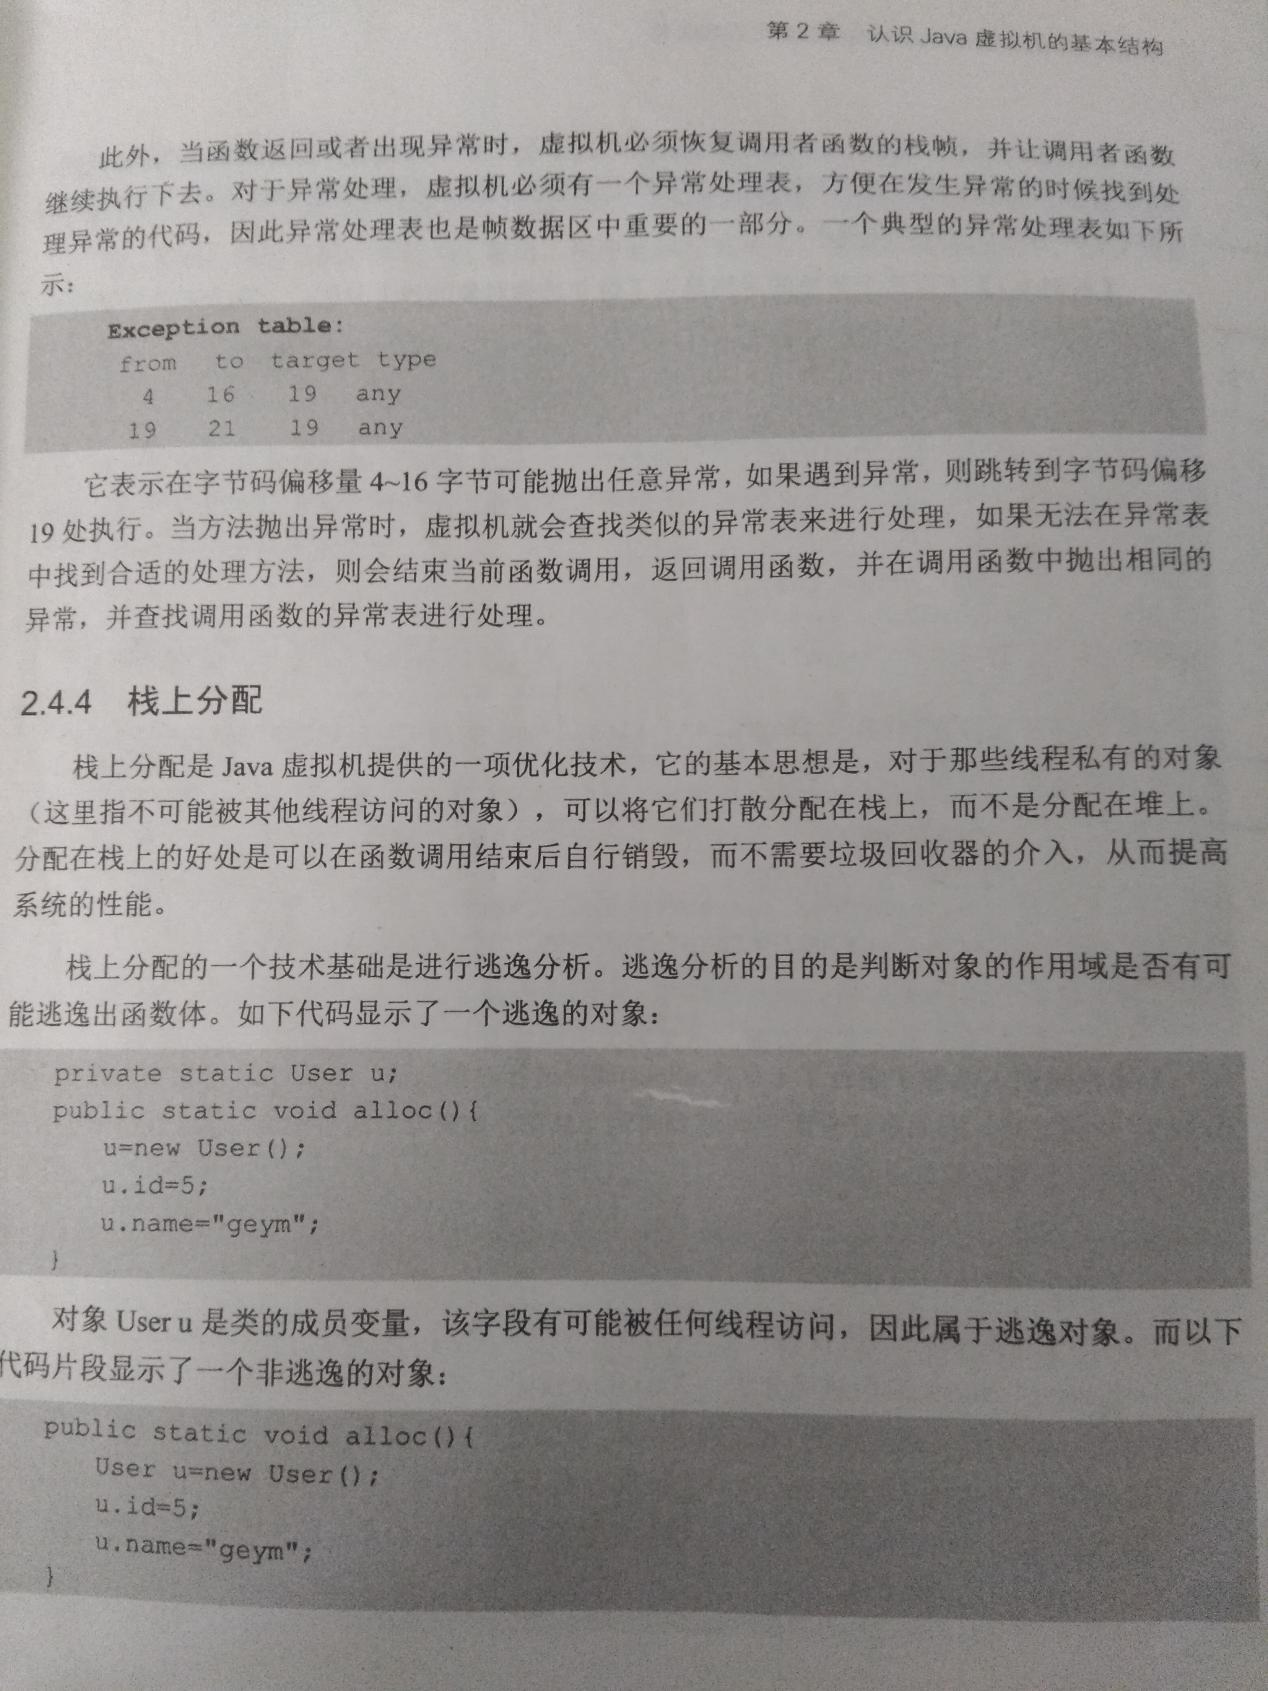 第 2 章　认识 Java 虚拟机的基本结构
此外，当函数返回或者出现异常时，虚拟机必须恢复调用者函数的栈帧，并让调用者函数
继续执行下去。对于异常处理，虚拟机必须有一个异常处理表，方便在发生异常的时候找到处
理异常的代码，因此异常处理表也是帧数据区中重要的一部分。一个典型的异常处理表如下所
示：
Exception table:
from to target type
4 16 19 any
19 21 19 any
它表示在字节码偏移量 4~16 字节可能抛出任意异常，如果遇到异常，则跳转到字节码偏移
19 处执行。当方法抛出异常时，虚拟机就会查找类似的异常表来进行处理，如果无法在异常表
中找到合适的处理方法，则会结束当前函数调用，返回调用函数，并在调用函数中抛出相同的
异常，并查找调用函数的异常表进行处理。
2.4.4　栈上分配
栈上分配是 Java 虚拟机提供的一项优化技术，它的基本思想是，对于那些线程私有的对象
（这里指不可能被其他线程访问的对象），可以将它们打散分配在栈上，而不是分配在堆上。
分配在栈上的好处是可以在函数调用结束后自行销毁，而不需要垃圾回收器的介入，从而提高
系统的性能。
栈上分配的一个技术基础是进行逃逸分析。逃逸分析的目的是判断对象的作用域是否有可
能逃逸出函数体。如下代码显示了一个逃逸的对象：
private static User u;
public static void alloc(){
u=new User();
u.id=5;
u.name="geym";
}
对象 User u 是类的成员变量，该字段有可能被任何线程访问，因此属于逃逸对象。而以下
代码片段显示了一个非逃逸的对象：
public static void alloc(){
User u=new User();
u.id=5;
u.name="geym";
}